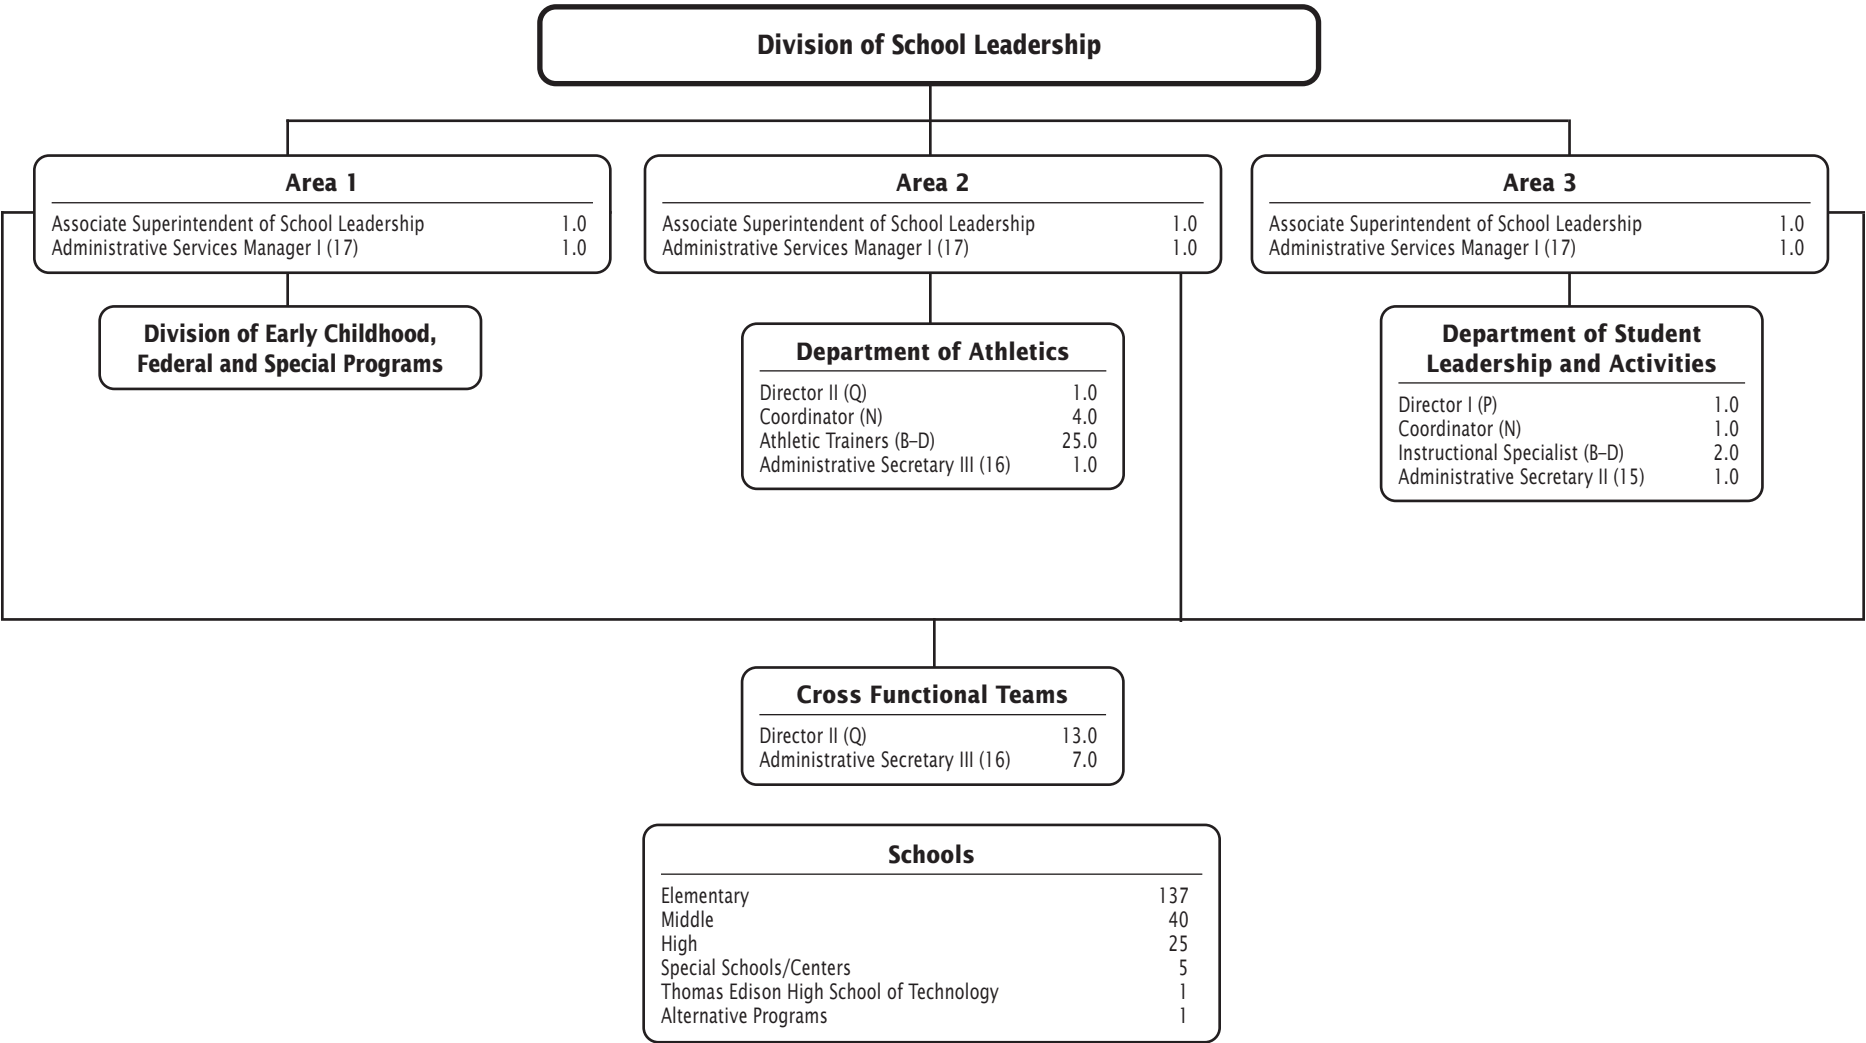 Division of School Leadership
Area 1
Associate Superintendent of School Leadership 1.0
Administrative Services Manager I (17) 1.0
Area 2
Associate Superintendent of School Leadership 1.0
Administrative Services Manager I (17) 1.0
Area 3
Associate Superintendent of School Leadership 1.0
Administrative Services Manager I (17) 1.0
Division of Early Childhood,
Federal and Special Programs
Department of Athletics
Director II (Q) 1.0
Coordinator (N) 4.0
Athletic Trainers (B–D) 25.0
Administrative Secretary III (16) 1.0
Department of Student
Leadership and Activities
Director I (P) 1.0
Coordinator (N) 1.0
Instructional Specialist (B–D) 2.0
Administrative Secretary II (15) 1.0
Cross Functional Teams
Director II (Q) 13.0
Administrative Secretary III (16) 7.0
Schools
Elementary 137
Middle 40
High 25
Special Schools/Centers 5
Thomas Edison High School of Technology 1
Alternative Programs 1